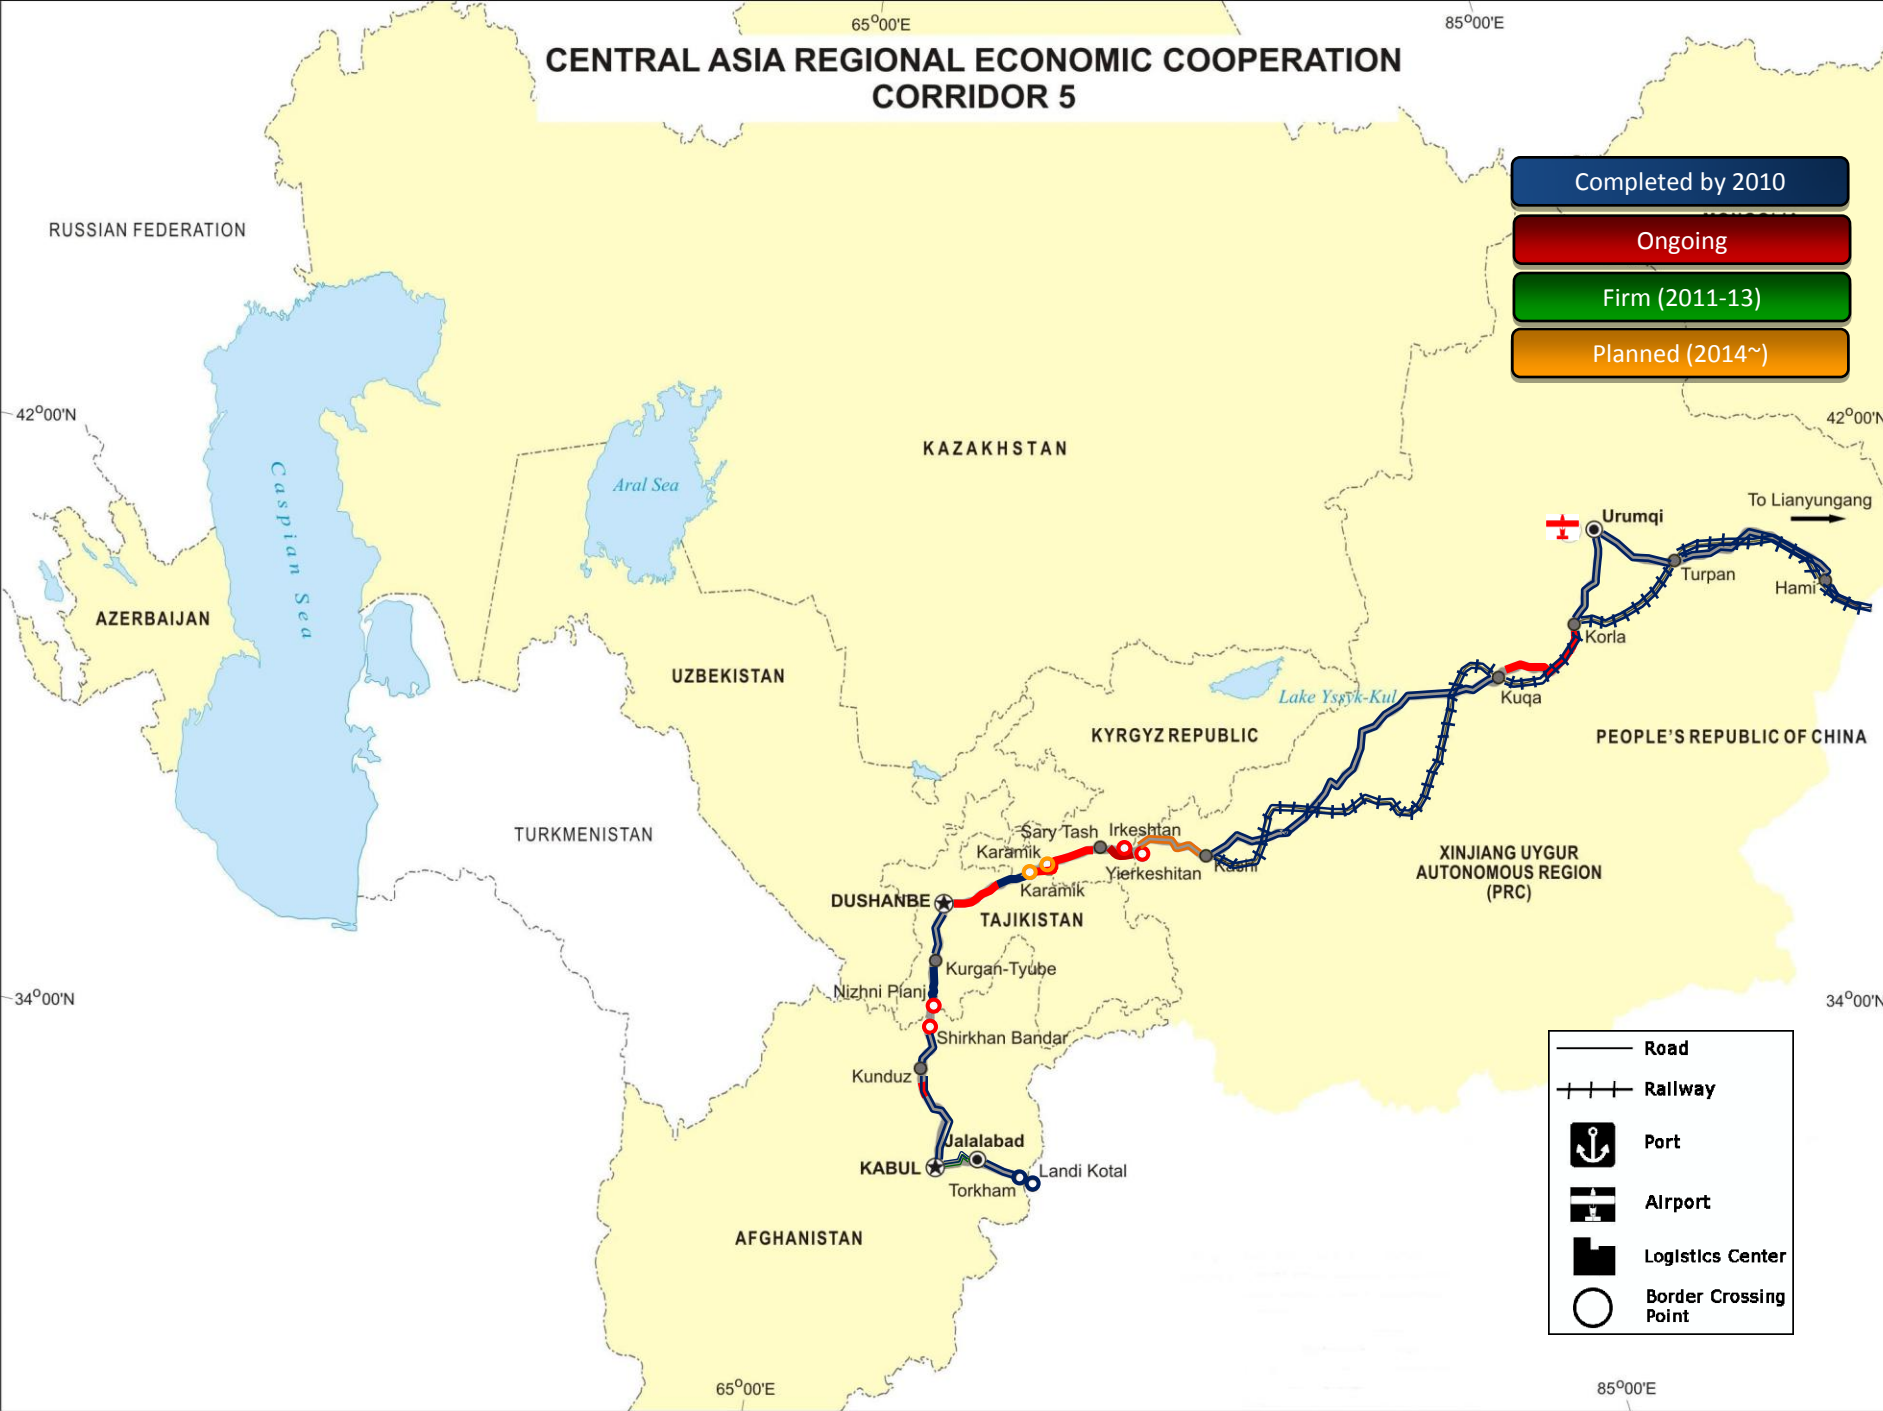 65°00'E
85°00'E
CENTRAL ASIA REGIONAL ECONOMIC COOPERATION
CORRIDOR 5
Completed by 2010
Ongoing
Firm (2011-13)
Planned (2014~)
RUSSIAN FEDERATION
42°00'N
42°00'N
KAZAKHSTAN
Caspian Sea
Aral Sea
To Lianyungang
Urumqi
Turpan
Hami
AZERBAIJAN
Korla
UZBEKISTAN
Lake Yssyk-Kul
Kuqa
KYRGYZ REPUBLIC
PEOPLE'S REPUBLIC OF CHINA
TURKMENISTAN
Sary Tash
Irkeshtan
Karamik
Kashi
Yierkeshitan
Karamik
XINJIANG UYGUR
AUTONOMOUS REGION
(PRC)
DUSHANBE
TAJIKISTAN
Kurgan-Tyube
Nizhni Pianj
34°00'N
34°00'N
Shirkhan Bandar
Kunduz
Jalalabad
KABUL
Landi Kotal
Torkham
AFGHANISTAN
Road
Railway
Port
Airport
Logistics Center
Border Crossing
Point
65°00'E
85°00'E